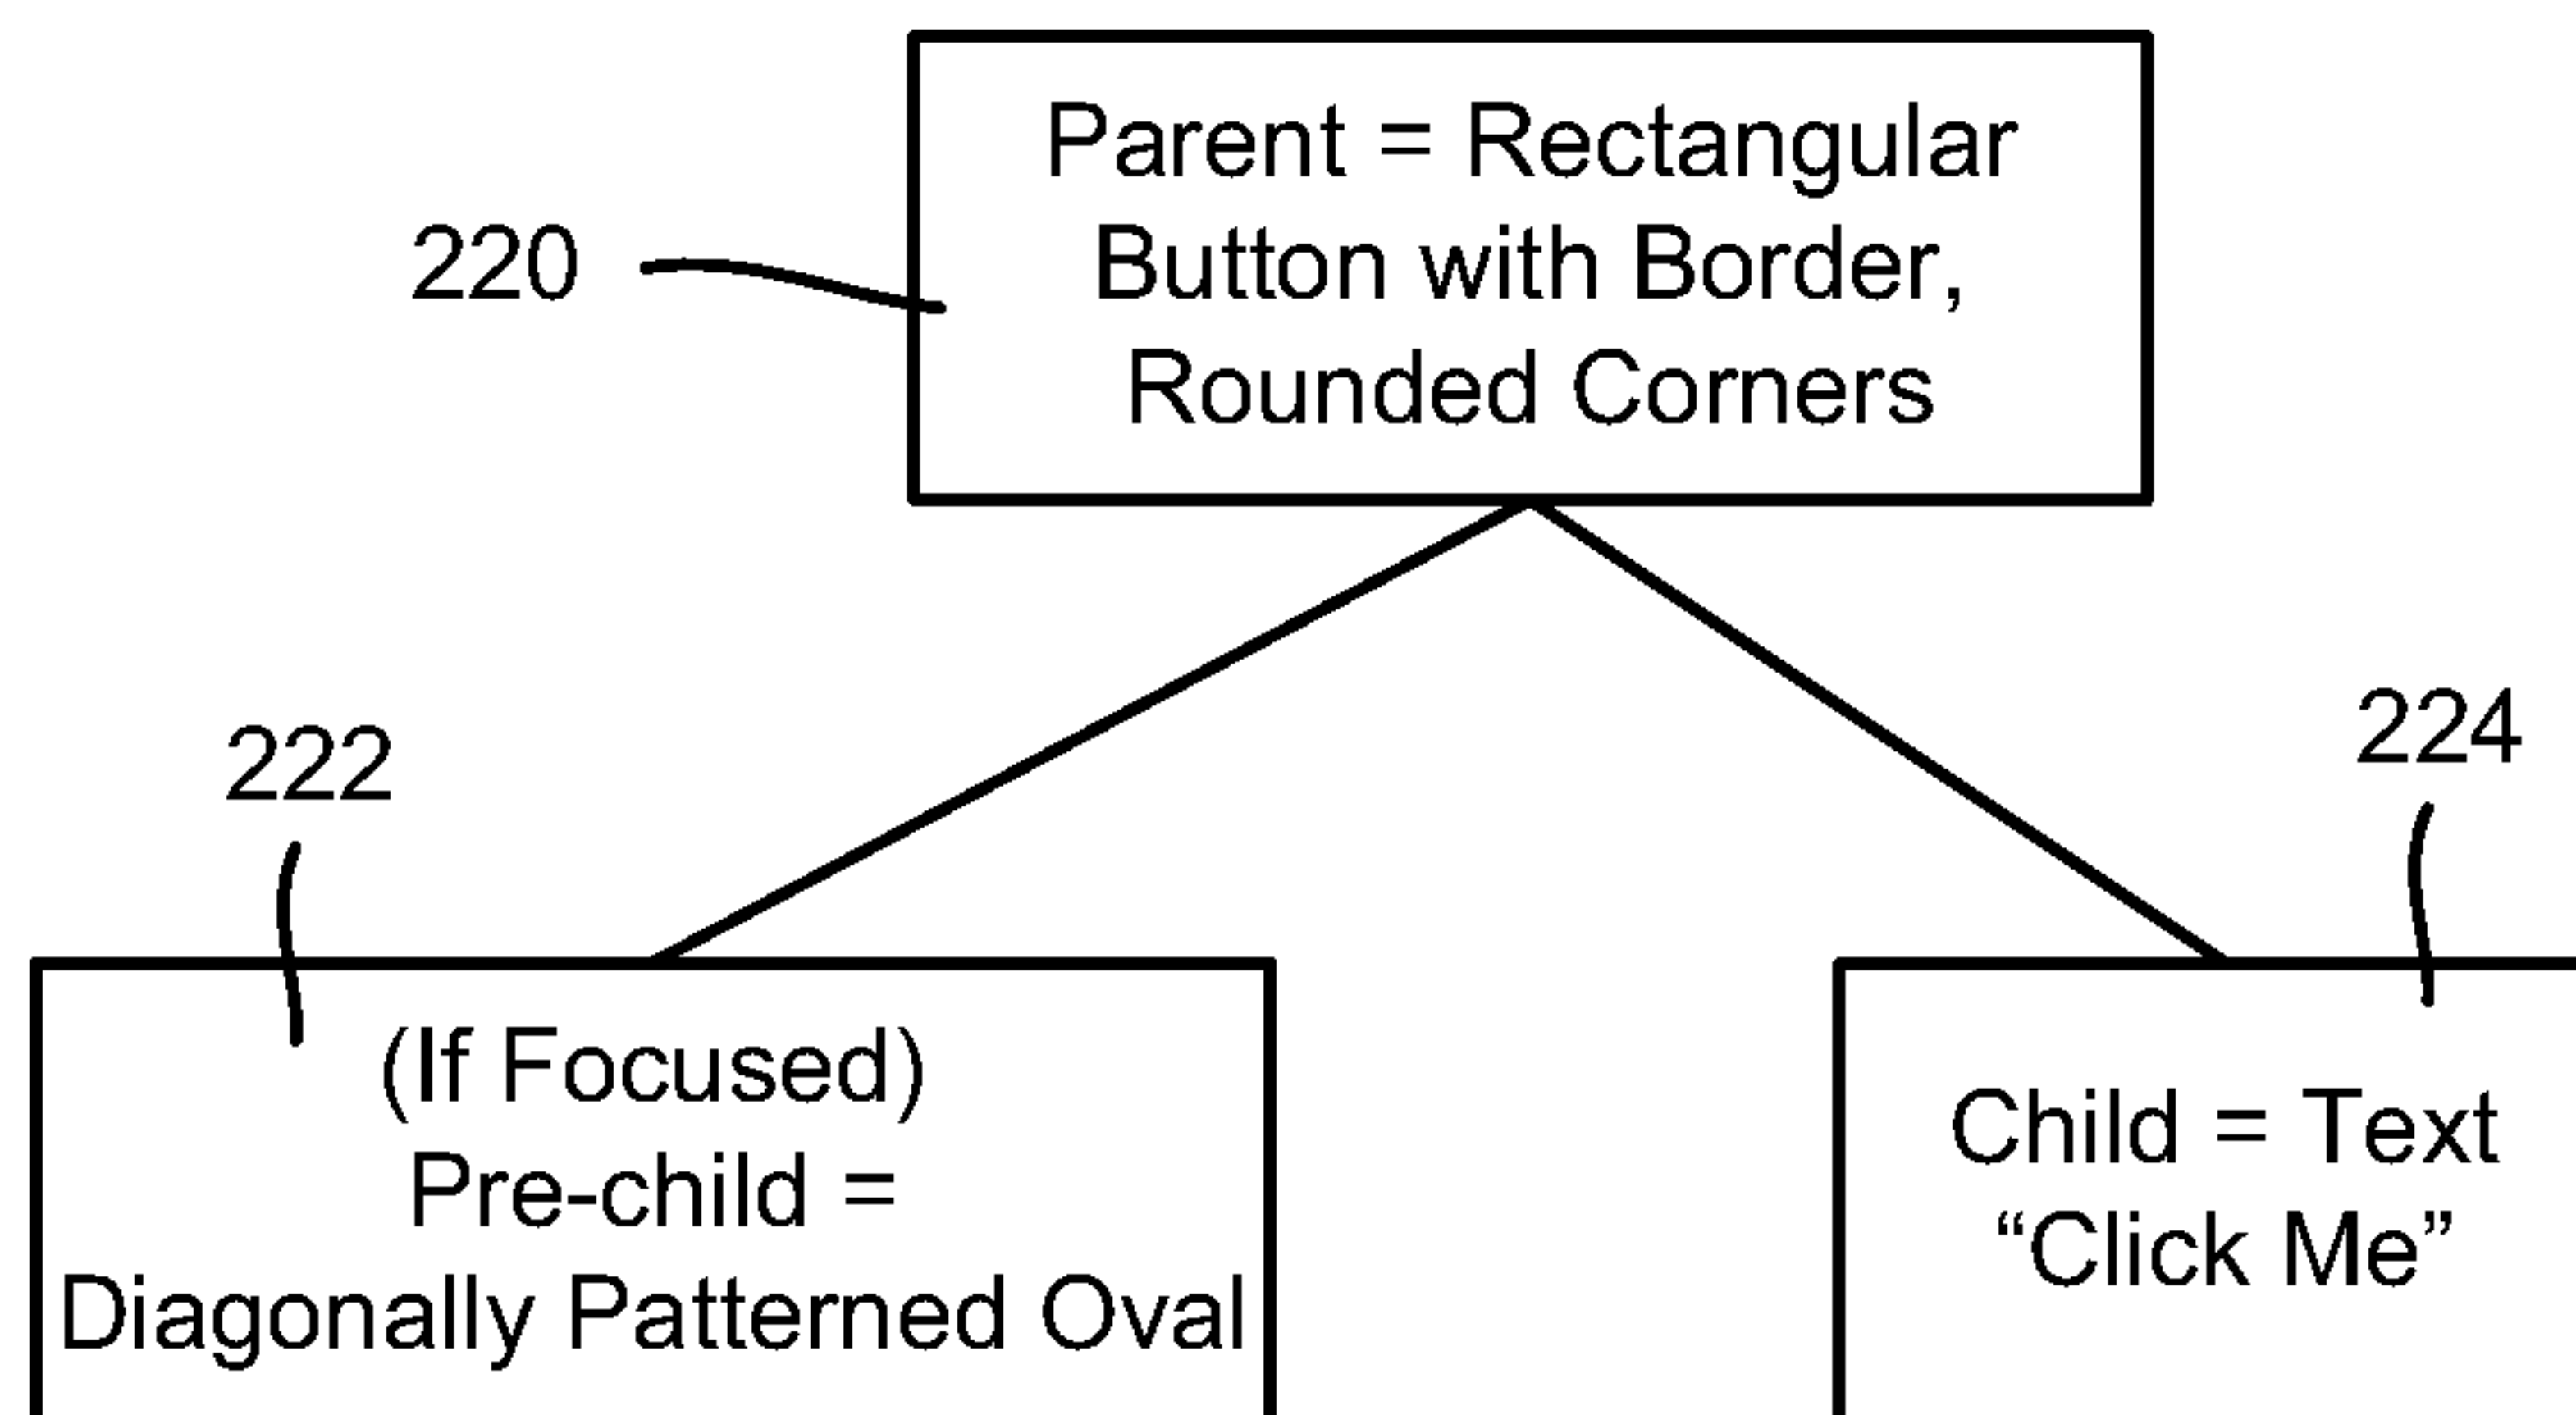 Parent = Rectangular
Button with Border,
Rounded Corners
220
222
224
(If Focused)
Pre-child =
Diagonally Patterned Oval
Child = Text
“Click Me”